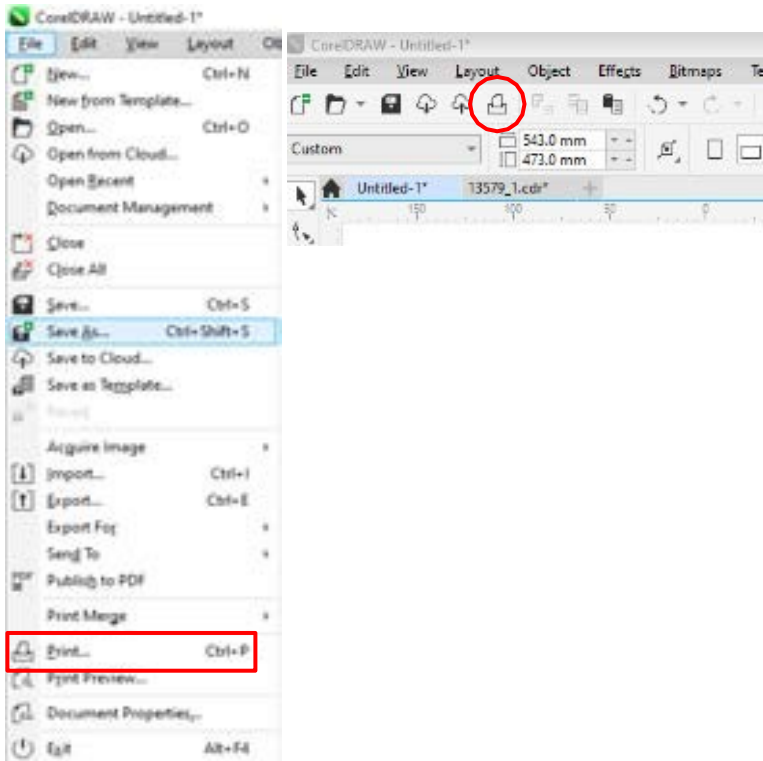 CorelDRAW - Untitled-1*
File Edit View Layout
New... Ctrl+N
New from Template...
Open... Ctrl+O
Open from Cloud...
Open Recent
Document Management
Close
Close All
Save... Ctrl+S
Save As... Ctrl+Shift+S
Save to Cloud...
Save as Template...
Acquire Image
Import... Ctrl+I
Export... Ctrl+E
Export For
Send To
Publish to PDF
Print Merge
Print... Ctrl+P
Print Preview...
Document Properties...
Exit Alt+F4
CorelDRAW - Untitled-1*
File Edit View Layout Object Effects Bitmaps Te
Custom
543.0 mm
473.0 mm
Untitled-1* 13579_1.cdr*
150 100 50 0